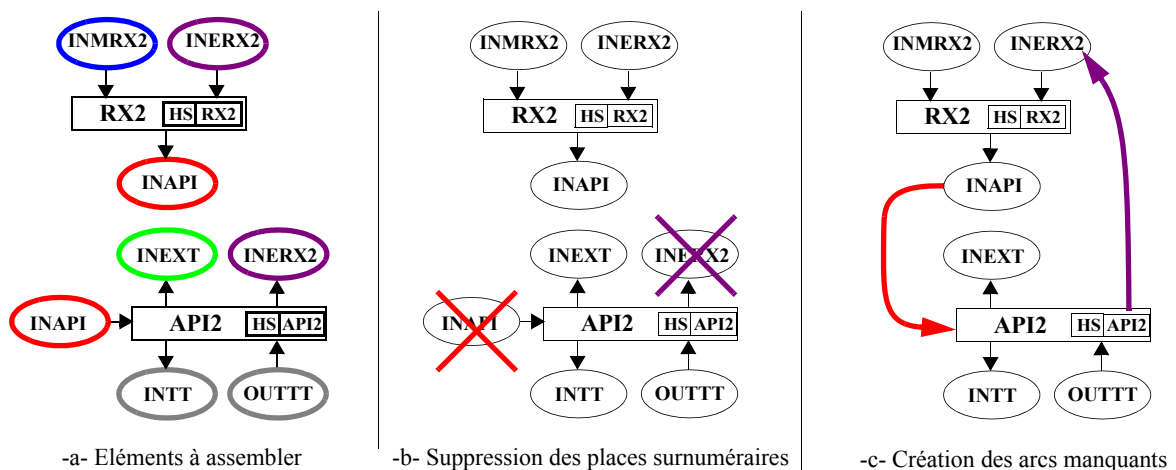 INMRX2 INERX2
RX2 HS RX2
INAPI
INEXT INERX2
INAPI API2 HS API2
INTT OUTTT
-a- Eléments à assembler
INMRX2 INERX2
RX2 HS RX2
INAPI
INEXT INERX2
INAPI API2 HS API2
INTT OUTTT
-b- Suppression des places surnuméraires
INMRX2 INERX2
RX2 HS RX2
INAPI
INEXT
API2 HS API2
INTT OUTTT
-c- Création des arcs manquants